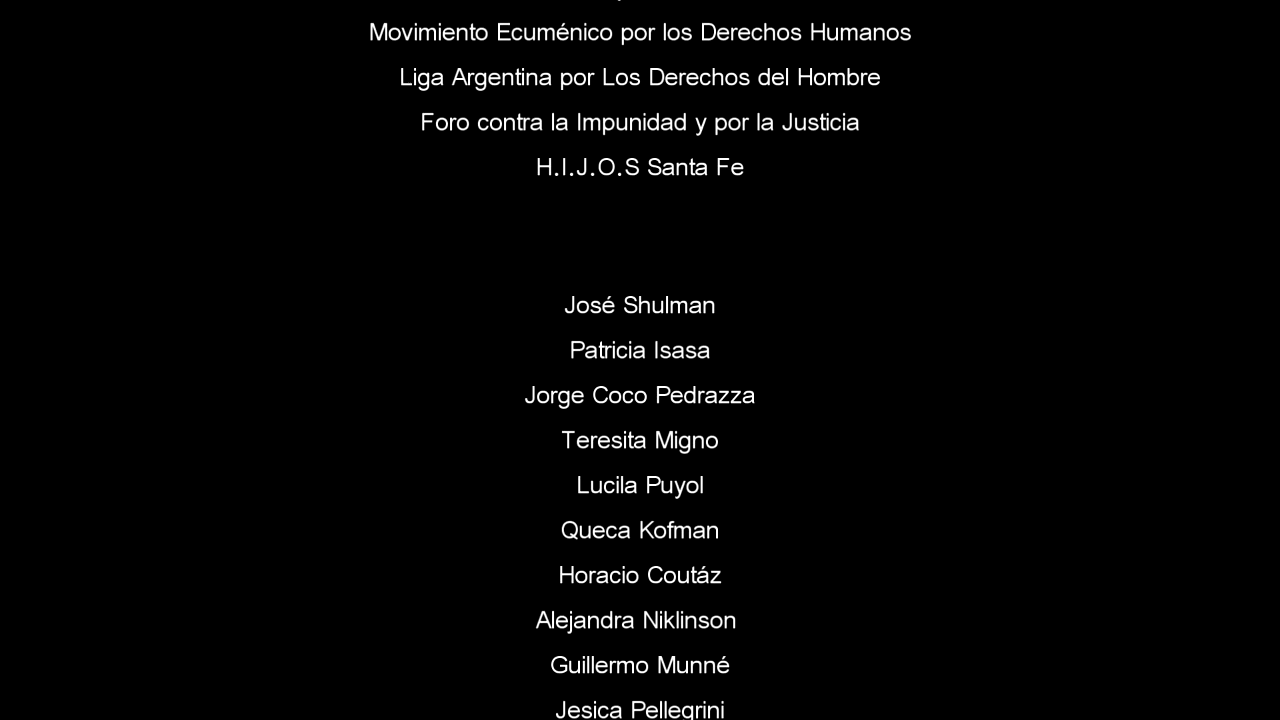 Movimiento Ecuménico por los Derechos Humanos
Liga Argentina por Los Derechos del Hombre
Foro contra la Impunidad y por la Justicia
H.I.J.O.S Santa Fe
José Shulman
Patricia Isasa
Jorge Coco Pedrazza
Teresita Migno
Lucila Puyol
Queca Kofman
Horacio Coutáz
Alejandra Niklinson
Guillermo Munné
Jesica Pellegrini